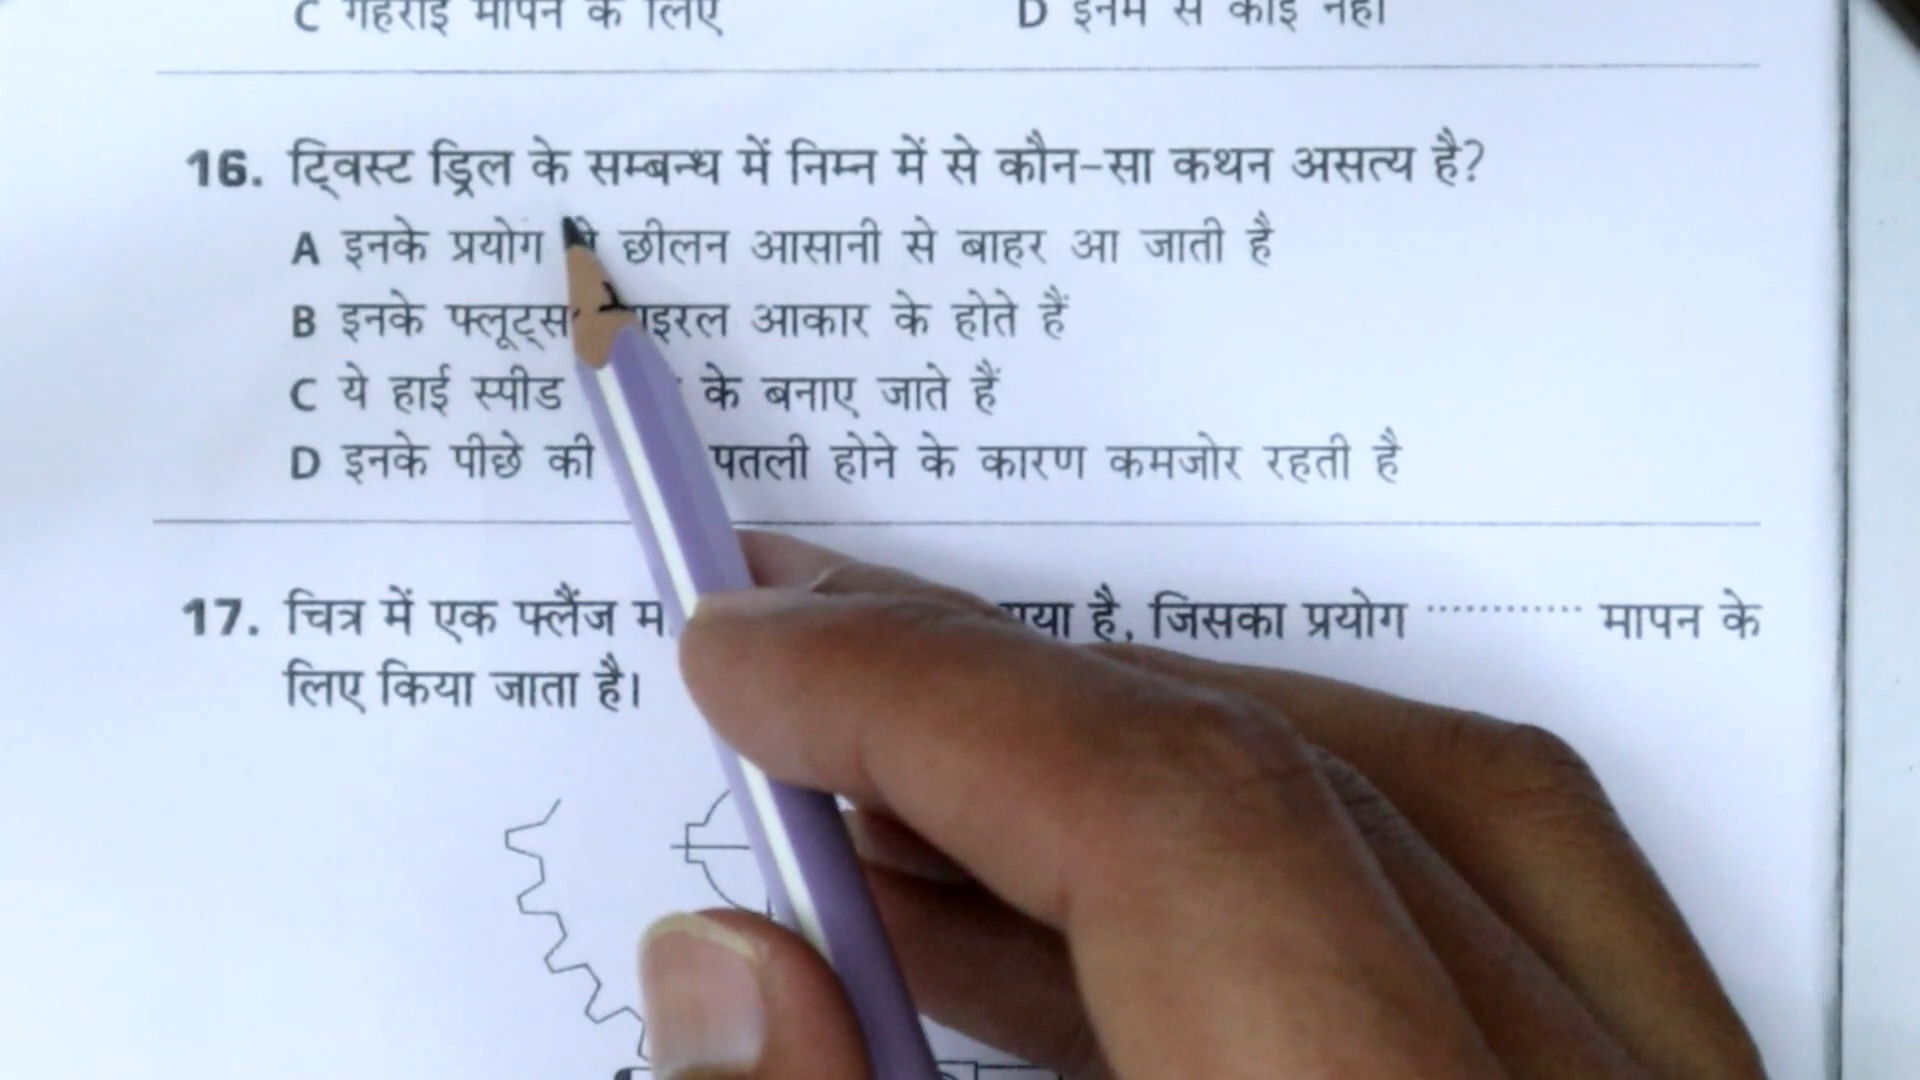 C गहराई मापने के लिए D इनमें से कोई नहीं
16. ट्विस्ट ड्रिल के सम्बन्ध में निम्न में से कौन-सा कथन असत्य है?
A इनके प्रयोग छीलन आसानी से बाहर आ जाती है
B इनके फ्लूट्स आकार के होते हैं
C ये हाई स्पीड के बनाए जाते हैं
D इनके पीछे की पतली होने के कारण कमजोर रहती है
17. चित्र में एक फ्लैंज है, जिसका प्रयोग ............ मापन के
लिए किया जाता है।